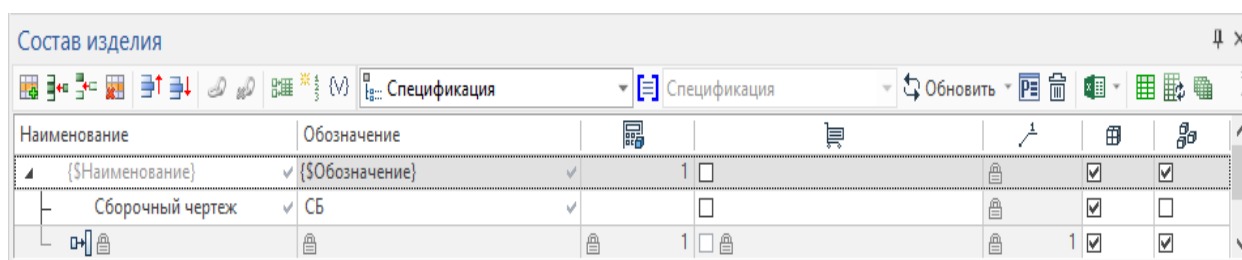 Состав изделия
{V} Спецификация Спецификация Обновить
Наименование Обозначение
{$Наименование} {$Обозначение} 1
Сборочный чертеж СБ
1 1